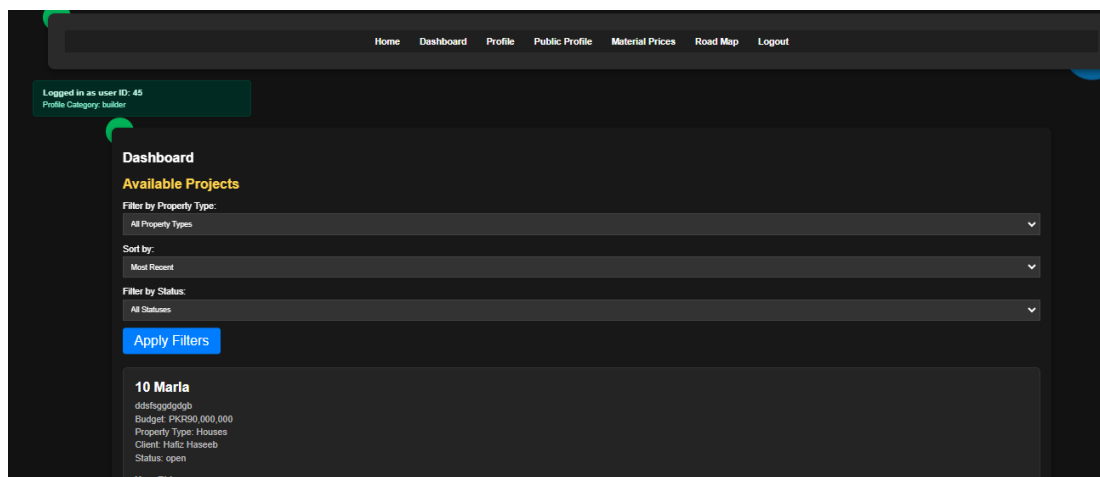 Home Dashboard Profile Public Profile Material Prices Road Map Logout
Logged in as user ID: 45
Profile Category: builder
Dashboard
Available Projects
Filter by Property Type:
All Property Types
Sort by:
Most Recent
Filter by Status:
All Statuses
Apply Filters
10 Marla
ddsfsggdgdgb
Budget: PKR90,000,000
Property Type: Houses
Client: Hafiz Haseeb
Status: open